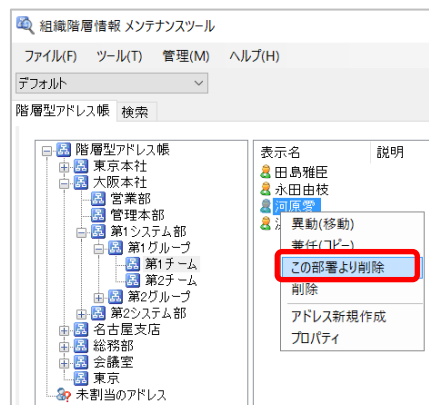 組織階層情報 メンテナンスツール
ファイル(F) ツール(T) 管理(M) ヘルプ(H)
デフォルト
階層型アドレス帳 検索
階層型アドレス帳
東京本社
大阪本社
営業部
管理本部
第1システム部
第1グループ
第1チーム
第2チーム
第2グループ
第2システム部
名古屋支店
総務部
会議室
東京
未割当のアドレス
表示名 説明
田島雅臣
永田由枝
河原愛
異動(移動)
兼任(コピー)
この部署より削除
削除
アドレス新規作成
プロパティ